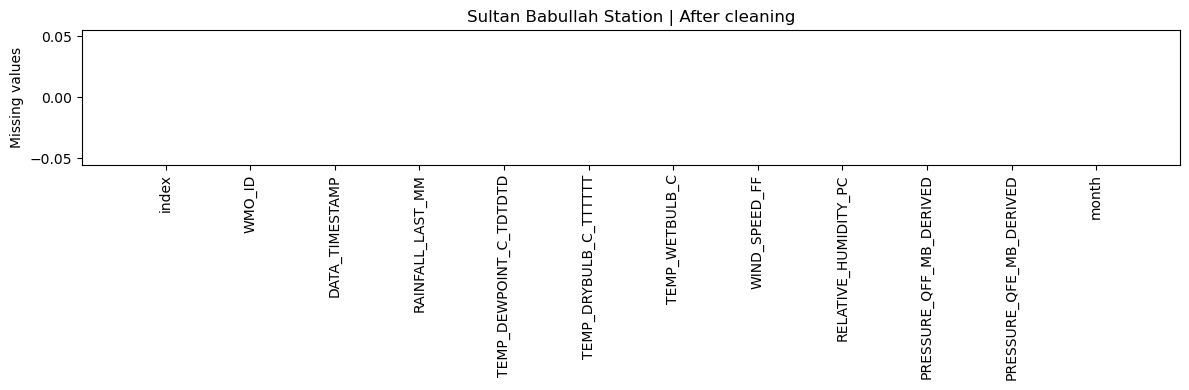 Sultan Babullah Station | After cleaning
Missing values
0.05
0.00
−0.05
index
WMO_ID
DATA_TIMESTAMP
RAINFALL_LAST_MM
TEMP_DEWPOINT_C_TDTDTD
TEMP_DRYBULB_C_TTTTTT
TEMP_WETBULB_C
WIND_SPEED_FF
RELATIVE_HUMIDITY_PC
PRESSURE_QFF_MB_DERIVED
PRESSURE_QFE_MB_DERIVED
month